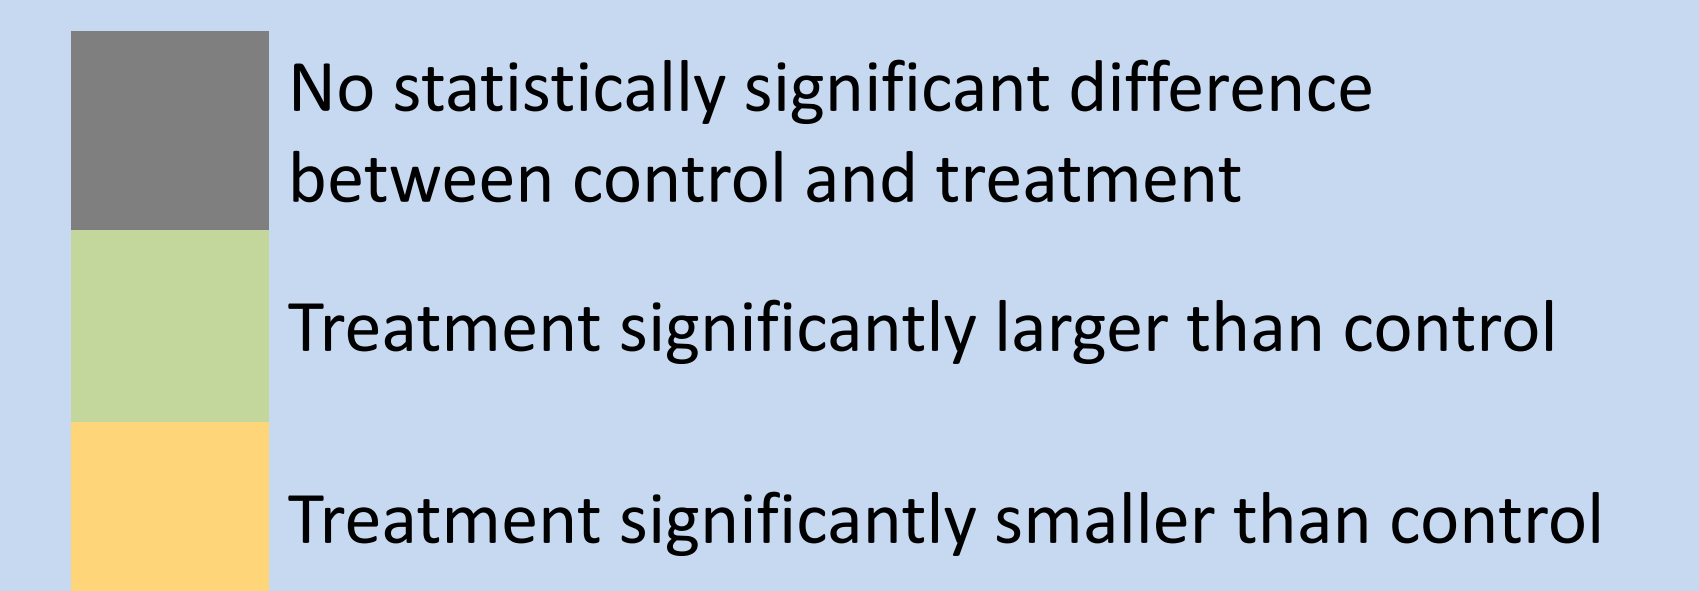 No statistically significant difference
between control and treatment
Treatment significantly larger than control
Treatment significantly smaller than control